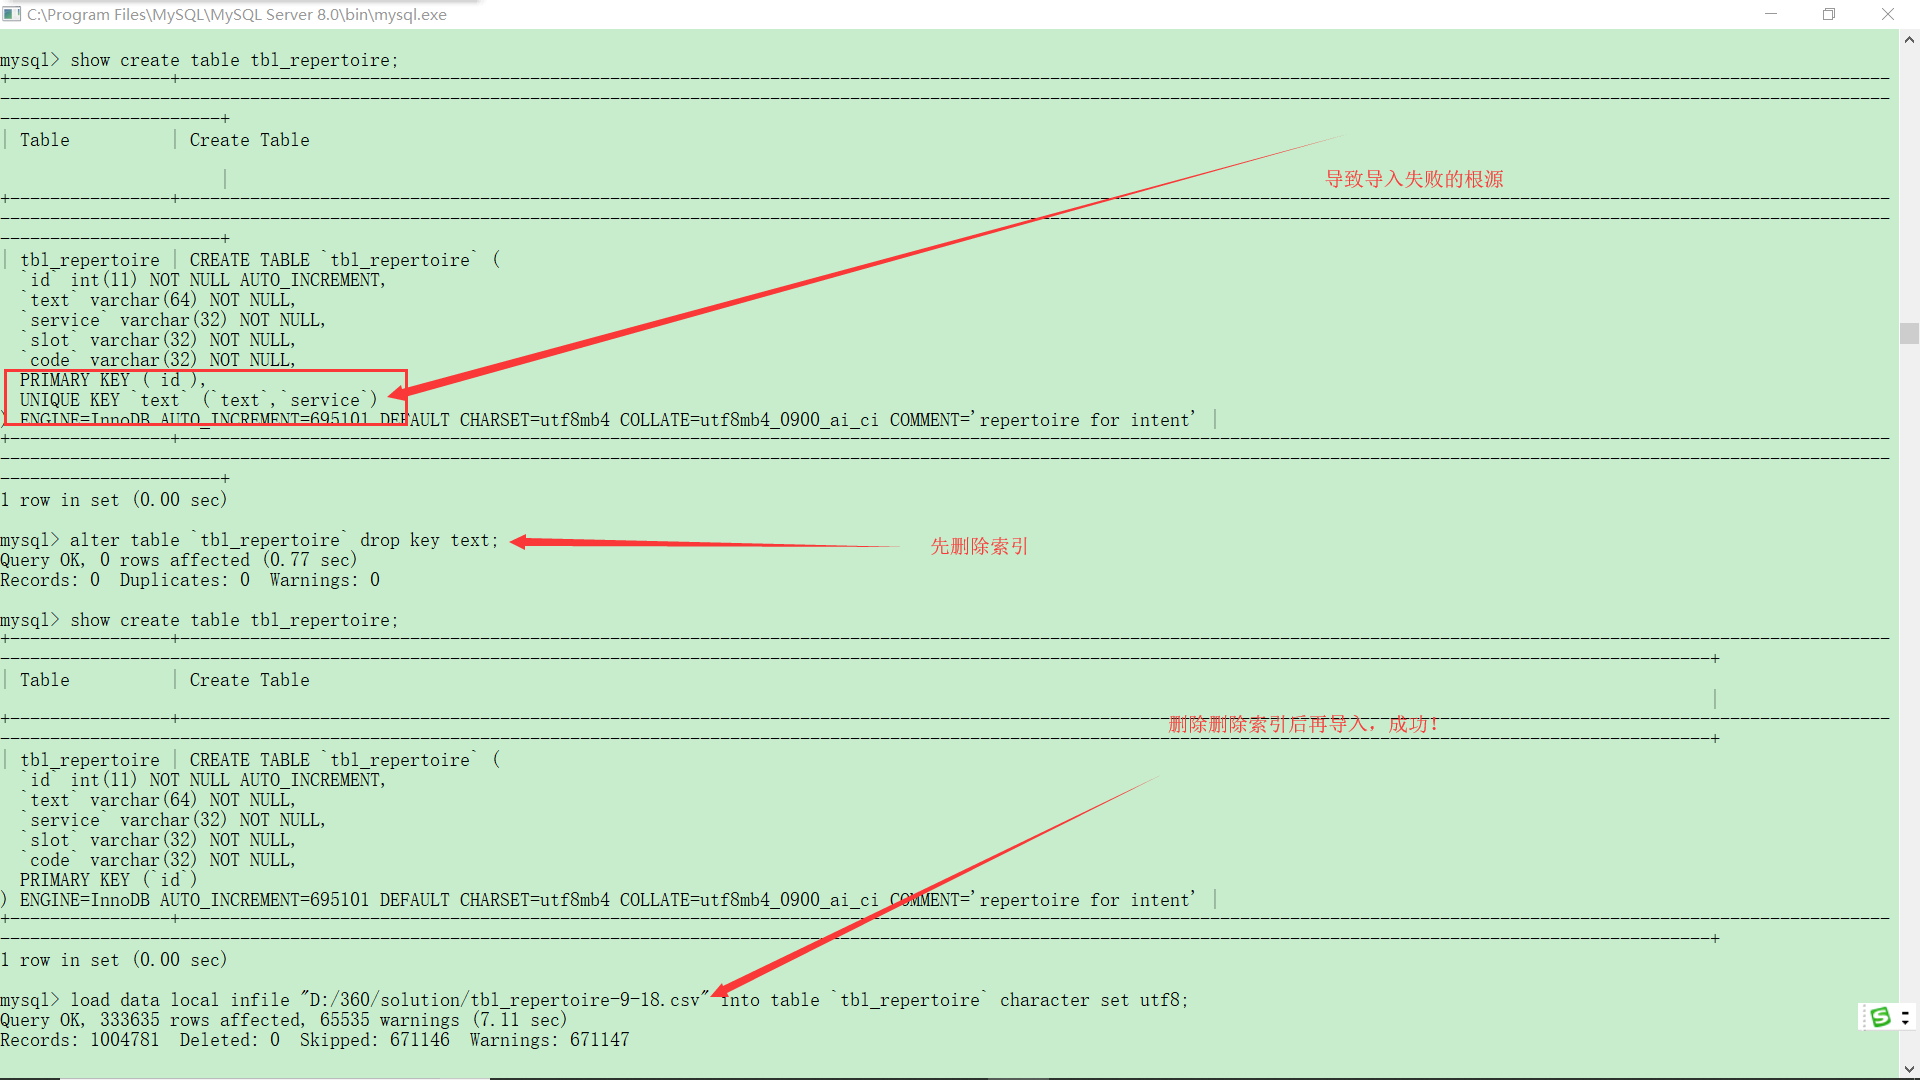 C:\Program Files\MySQL\MySQL Server 8.0\bin\mysql.exe
mysql> show create table tbl_repertoire;
| Table | Create Table
|
导致导入失败的根源
| tbl_repertoire | CREATE TABLE `tbl_repertoire` (
`id` int(11) NOT NULL AUTO_INCREMENT,
`text` varchar(64) NOT NULL,
`service` varchar(32) NOT NULL,
`slot` varchar(32) NOT NULL,
`code` varchar(32) NOT NULL,
PRIMARY KEY (`id`),
UNIQUE KEY `text` (`text`,`service`)
) ENGINE=InnoDB AUTO_INCREMENT=695101 DEFAULT CHARSET=utf8mb4 COLLATE=utf8mb4_0900_ai_ci COMMENT='repertoire for intent' |
1 row in set (0.00 sec)
mysql> alter table `tbl_repertoire` drop key text;
先删除索引
Query OK, 0 rows affected (0.77 sec)
Records: 0  Duplicates: 0  Warnings: 0
mysql> show create table tbl_repertoire;
| Table | Create Table
|
删除删除索引后再导入，成功！
| tbl_repertoire | CREATE TABLE `tbl_repertoire` (
`id` int(11) NOT NULL AUTO_INCREMENT,
`text` varchar(64) NOT NULL,
`service` varchar(32) NOT NULL,
`slot` varchar(32) NOT NULL,
`code` varchar(32) NOT NULL,
PRIMARY KEY (`id`)
) ENGINE=InnoDB AUTO_INCREMENT=695101 DEFAULT CHARSET=utf8mb4 COLLATE=utf8mb4_0900_ai_ci COMMENT='repertoire for intent' |
1 row in set (0.00 sec)
mysql> load data local infile "D:/360/solution/tbl_repertoire-9-18.csv" into table `tbl_repertoire` character set utf8;
Query OK, 333635 rows affected, 65535 warnings (7.11 sec)
Records: 1004781  Deleted: 0  Skipped: 671146  Warnings: 671147